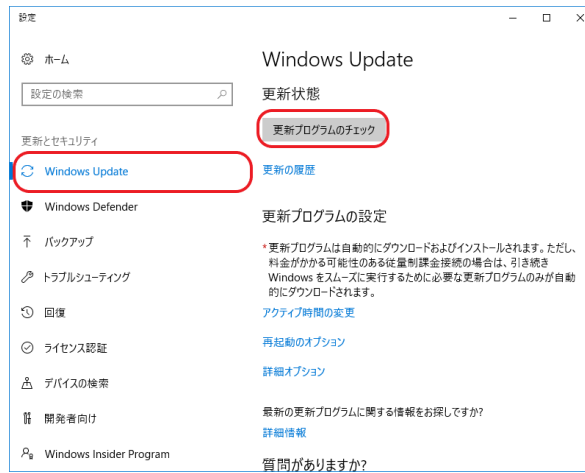 設定
ホーム
設定の検索
更新とセキュリティ
Windows Update
Windows Defender
バックアップ
トラブルシューティング
回復
ライセンス認証
デバイスの検索
開発者向け
Windows Insider Program
Windows Update
更新状態
更新プログラムのチェック
更新の履歴
更新プログラムの設定
*更新プログラムは自動的にダウンロードおよびインストールされます。ただし、
料金がかかる可能性のある従量制課金接続の場合は、引き続き
Windows をスムーズに実行するために必要な更新プログラムのみが自動
的にダウンロードされます。
アクティブ時間の変更
再起動のオプション
詳細オプション
最新の更新プログラムに関する情報をお探しですか?
詳細情報
質問がありますか?